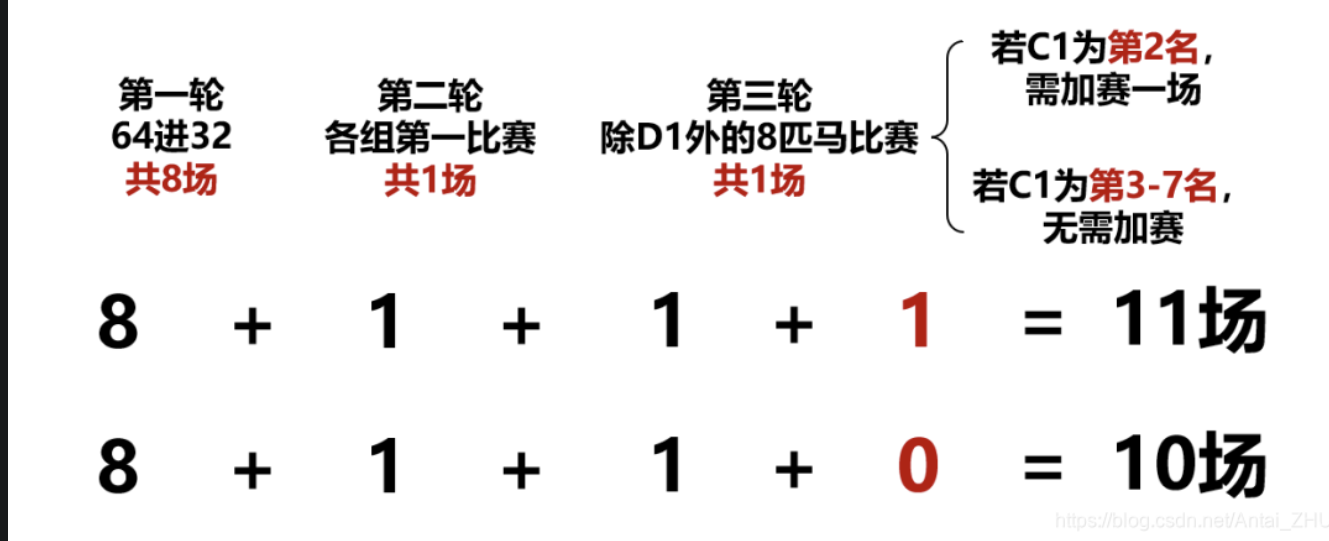 第一轮
64进32
共8场
第二轮
各组第一比赛
共1场
第三轮
除D1外的8匹马比赛
共1场
若C1为第2名，
需加赛一场
若C1为第3-7名，
无需加赛
8 + 1 + 1 + 1 = 11场
8 + 1 + 1 + 0 = 10场
https://blog.csdn.net/Antai_ZHU